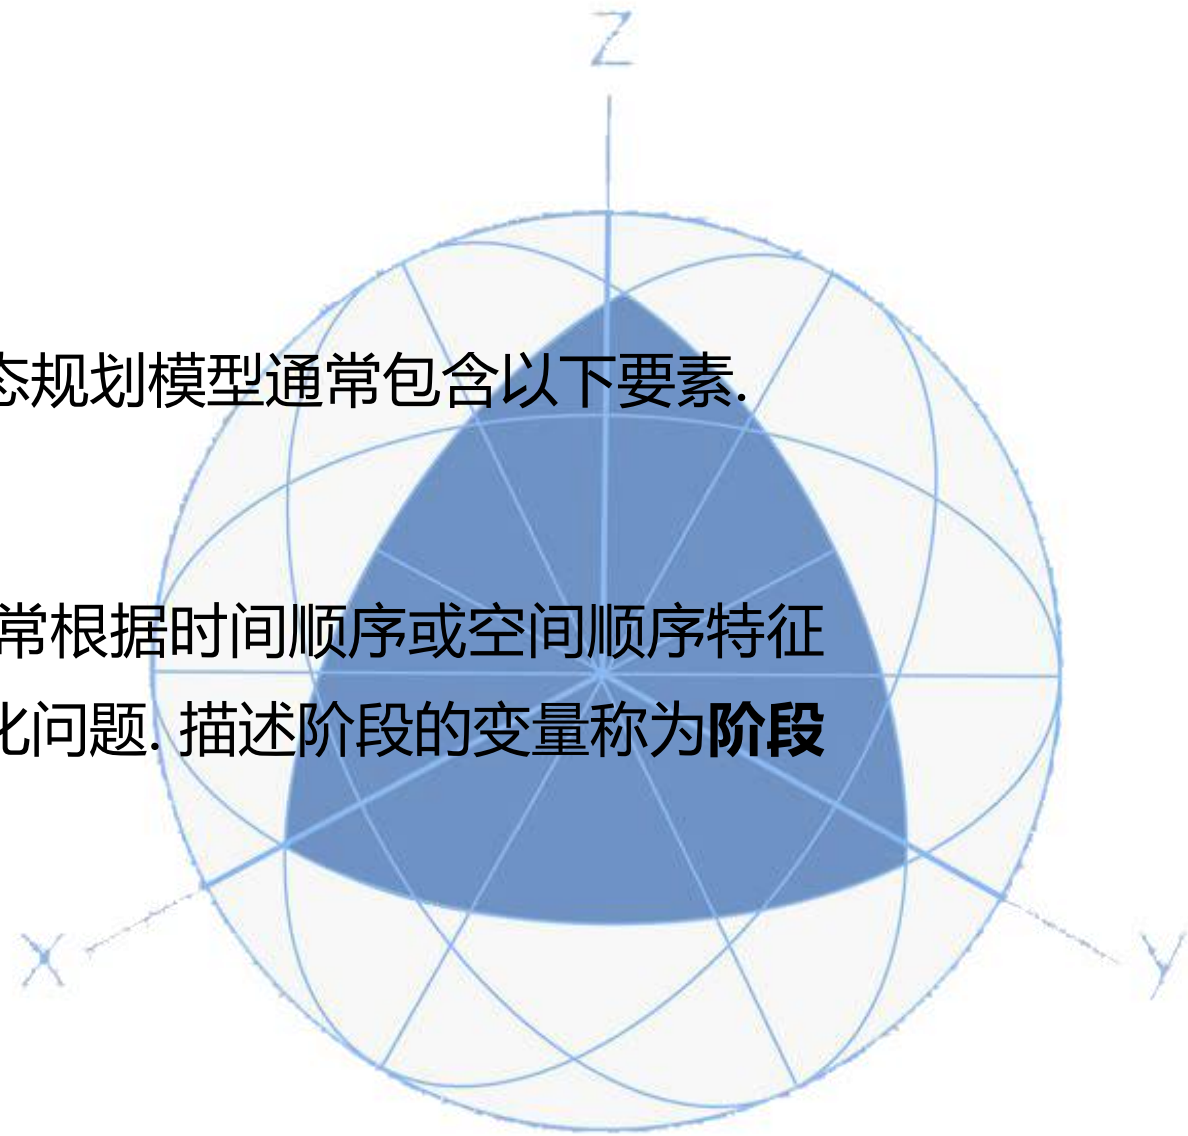 Z
态规划模型通常包含以下要素.
常根据时间顺序或空间顺序特征
化问题. 描述阶段的变量称为阶段
X
Y